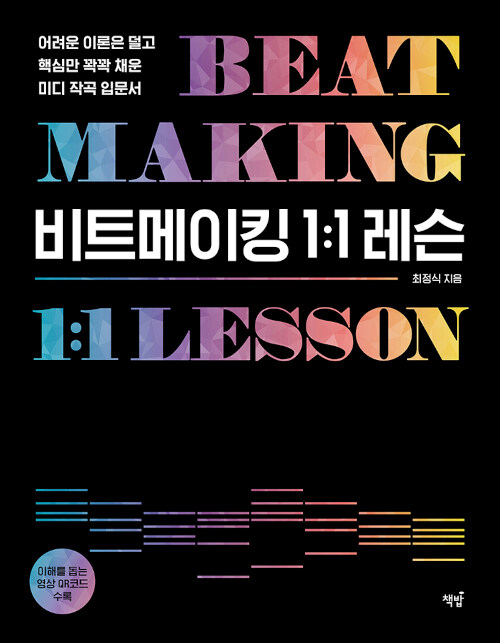 어려운 이론은 덜고
핵심만 꽉꽉 채운
미디 작곡 입문서
BEAT
MAKING
비트메이킹 1:1 레슨
최정식 지음
1:1 LESSON
이해를 돕는
영상 QR코드
수록
책밥